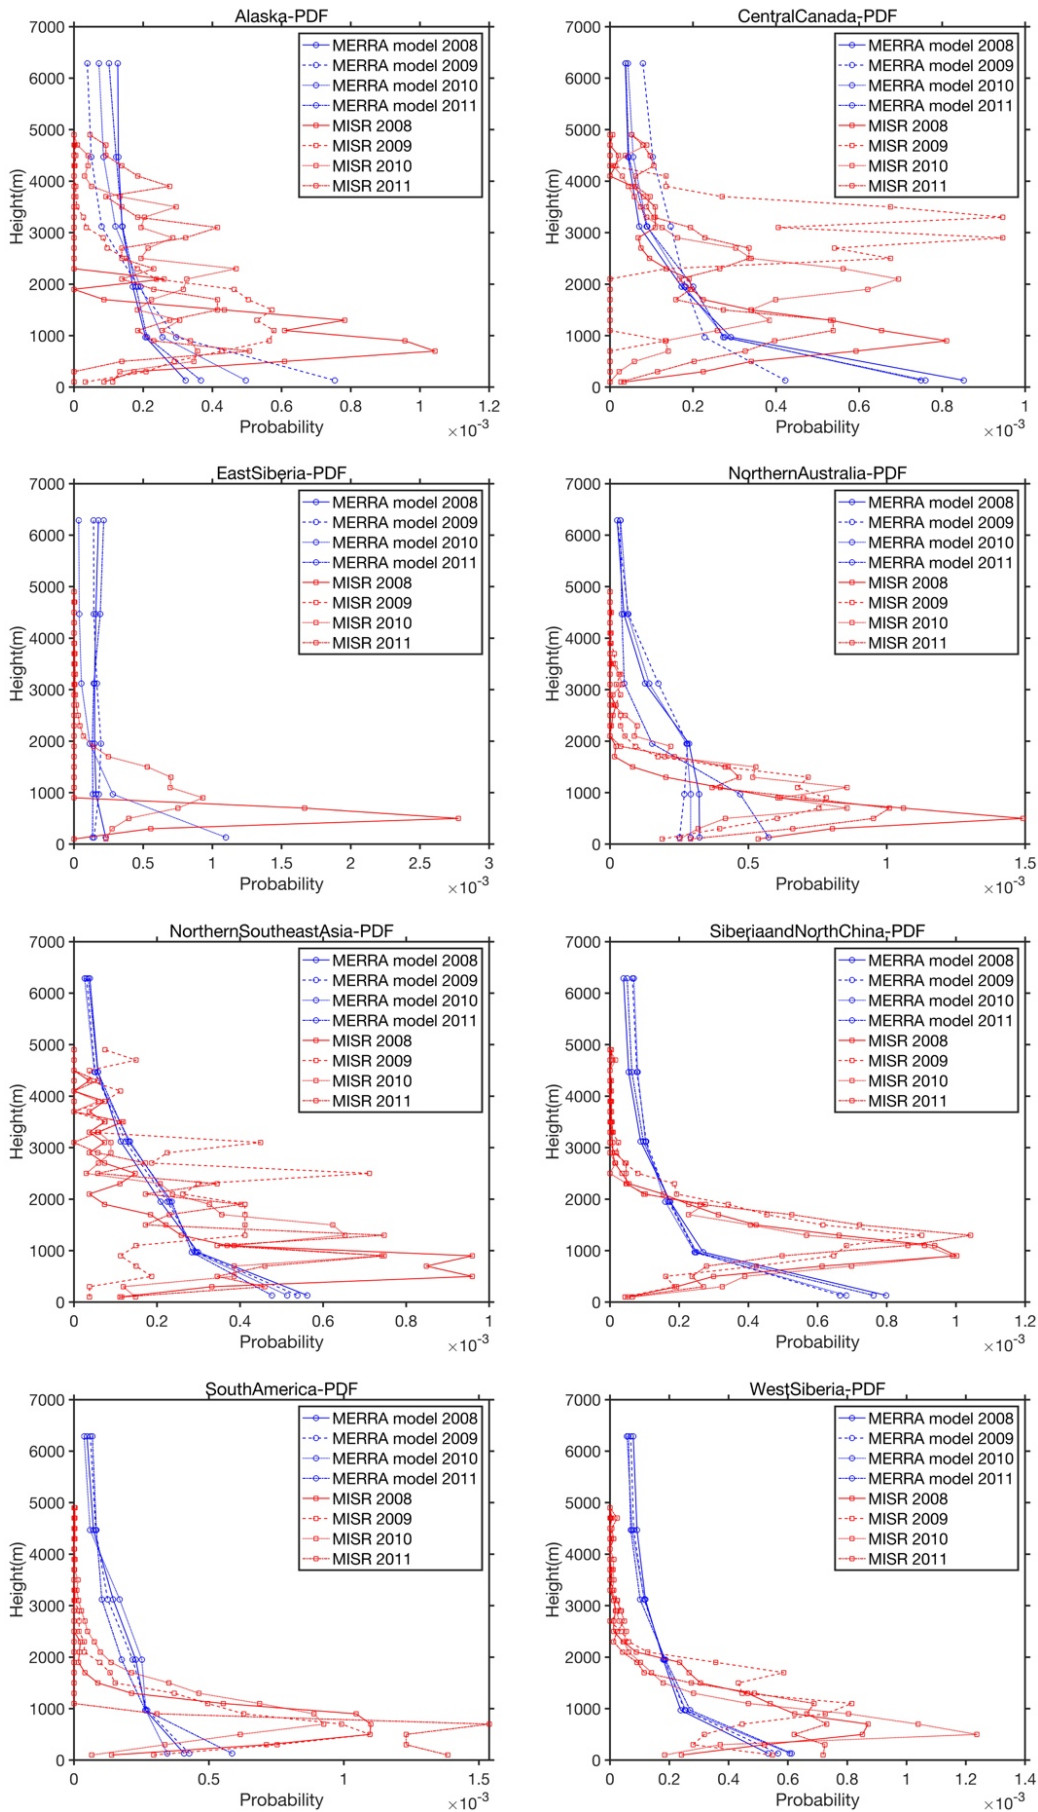 Alaska-PDF
7000
6000
5000
4000
3000
2000
1000
0
Height(m)
MERRA model 2008
MERRA model 2009
MERRA model 2010
MERRA model 2011
MISR 2008
MISR 2009
MISR 2010
MISR 2011
0 0.2 0.4 0.6 0.8 1 1.2
Probability
×10⁻³
CentralCanada-PDF
7000
6000
5000
4000
3000
2000
1000
0
Height(m)
MERRA model 2008
MERRA model 2009
MERRA model 2010
MERRA model 2011
MISR 2008
MISR 2009
MISR 2010
MISR 2011
0 0.2 0.4 0.6 0.8 1
Probability
×10⁻³
EastSiberia-PDF
7000
6000
5000
4000
3000
2000
1000
0
Height(m)
MERRA model 2008
MERRA model 2009
MERRA model 2010
MERRA model 2011
MISR 2008
MISR 2009
MISR 2010
MISR 2011
0 0.5 1 1.5 2 2.5 3
Probability
×10⁻³
NorthernAustralia-PDF
7000
6000
5000
4000
3000
2000
1000
0
Height(m)
MERRA model 2008
MERRA model 2009
MERRA model 2010
MERRA model 2011
MISR 2008
MISR 2009
MISR 2010
MISR 2011
0 0.5 1 1.5
Probability
×10⁻³
NorthernSoutheastAsia-PDF
7000
6000
5000
4000
3000
2000
1000
0
Height(m)
MERRA model 2008
MERRA model 2009
MERRA model 2010
MERRA model 2011
MISR 2008
MISR 2009
MISR 2010
MISR 2011
0 0.2 0.4 0.6 0.8 1
Probability
×10⁻³
SiberiaandNorthChina-PDF
7000
6000
5000
4000
3000
2000
1000
0
Height(m)
MERRA model 2008
MERRA model 2009
MERRA model 2010
MERRA model 2011
MISR 2008
MISR 2009
MISR 2010
MISR 2011
0 0.2 0.4 0.6 0.8 1 1.2
Probability
×10⁻³
SouthAmerica-PDF
7000
6000
5000
4000
3000
2000
1000
0
Height(m)
MERRA model 2008
MERRA model 2009
MERRA model 2010
MERRA model 2011
MISR 2008
MISR 2009
MISR 2010
MISR 2011
0 0.5 1 1.5
Probability
×10⁻³
WestSiberia-PDF
7000
6000
5000
4000
3000
2000
1000
0
Height(m)
MERRA model 2008
MERRA model 2009
MERRA model 2010
MERRA model 2011
MISR 2008
MISR 2009
MISR 2010
MISR 2011
0 0.2 0.4 0.6 0.8 1 1.2 1.4
Probability
×10⁻³